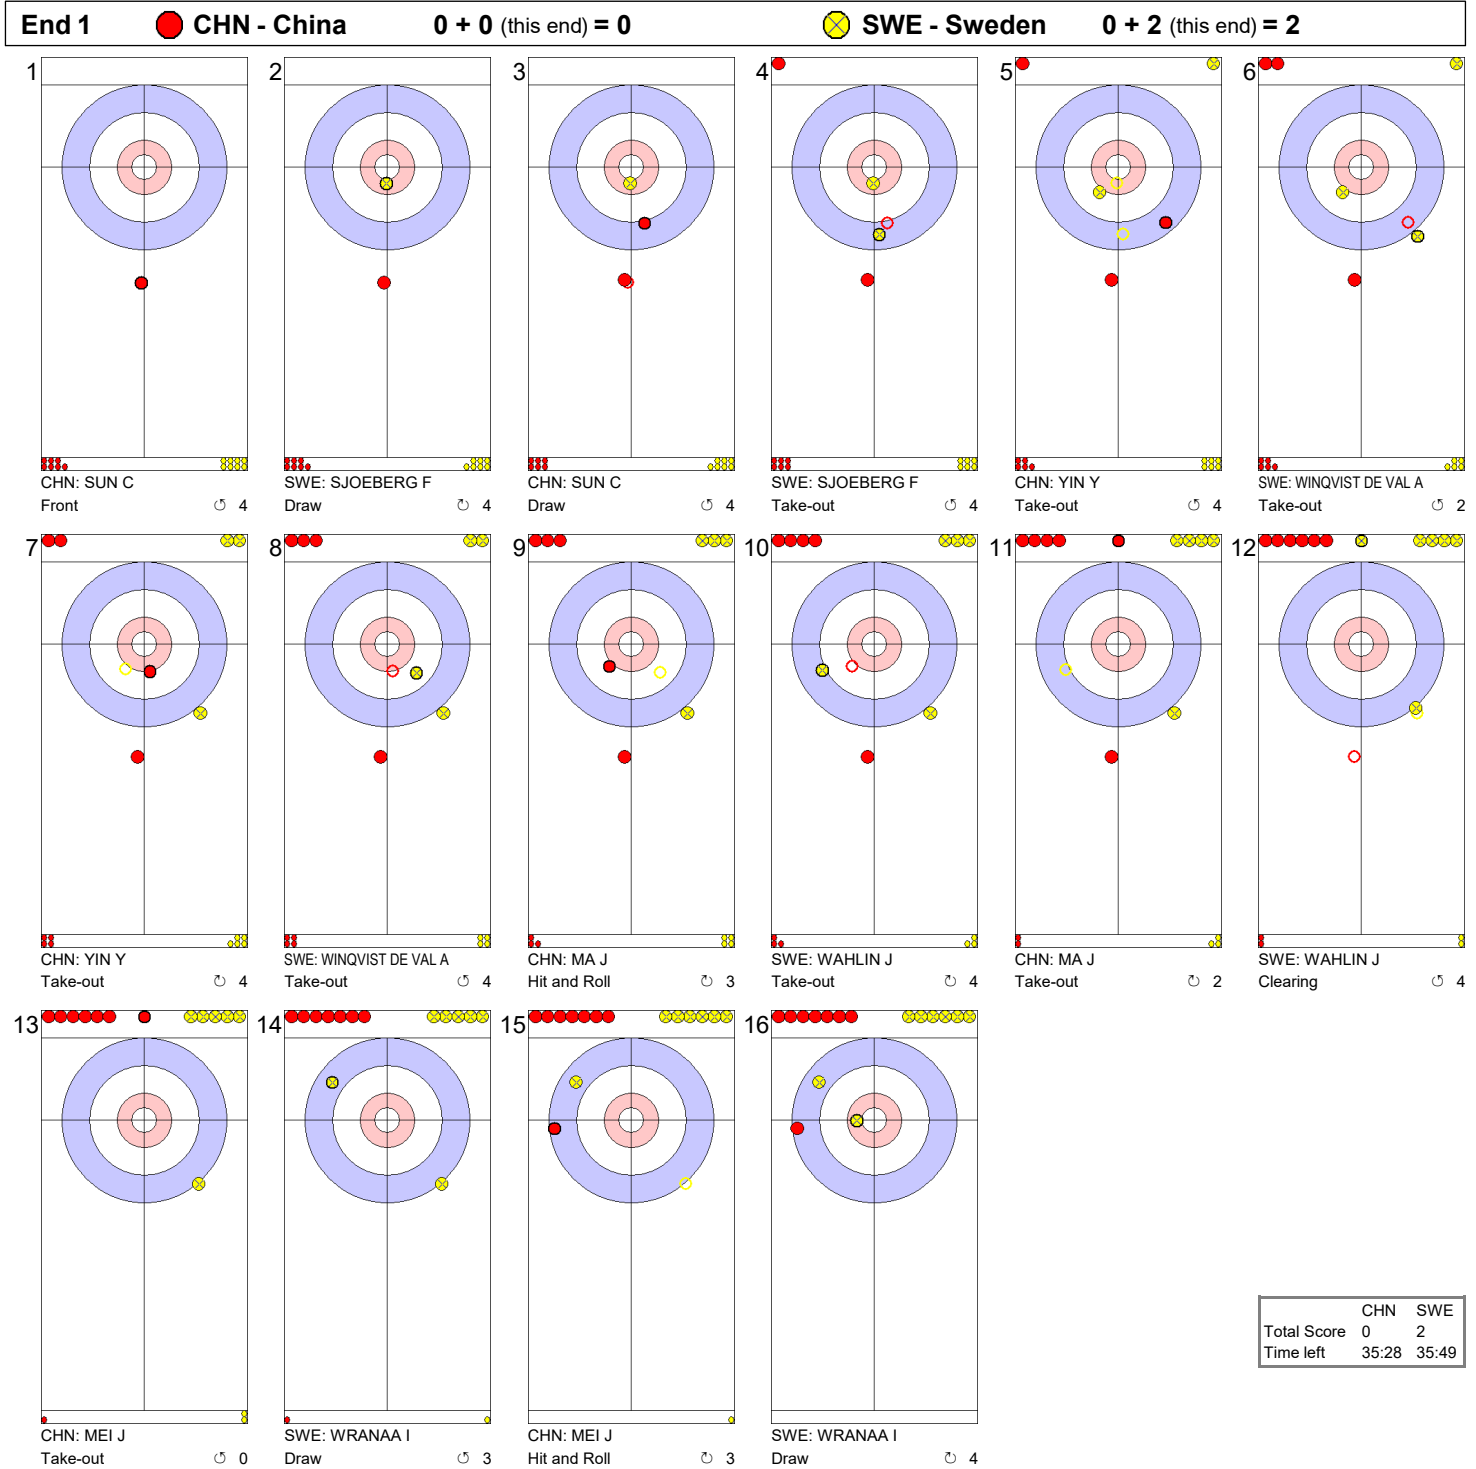 End 1 CHN - China 0 + 0 (this end) = 0 SWE - Sweden 0 + 2 (this end) = 2
1 2 3 4 5 6
CHN: SUN C
Front ↺ 4
SWE: SJOEBERG F
Draw ↻ 4
CHN: SUN C
Draw ↺ 4
SWE: SJOEBERG F
Take-out ↺ 4
CHN: YIN Y
Take-out ↺ 4
SWE: WINQVIST DE VAL A
Take-out ↺ 2
7 8 9 10 11 12
CHN: YIN Y
Take-out ↺ 4
SWE: WINQVIST DE VAL A
Take-out ↺ 4
CHN: MA J
Hit and Roll ↻ 3
SWE: WAHLIN J
Take-out ↻ 4
CHN: MA J
Take-out ↻ 2
SWE: WAHLIN J
Clearing ↺ 4
13 14 15 16
CHN: MEI J
Take-out ↺ 0
SWE: WRANAA I
Draw ↺ 3
CHN: MEI J
Hit and Roll ↻ 3
SWE: WRANAA I
Draw ↻ 4
CHN SWE
Total Score 0 2
Time left 35:28 35:49